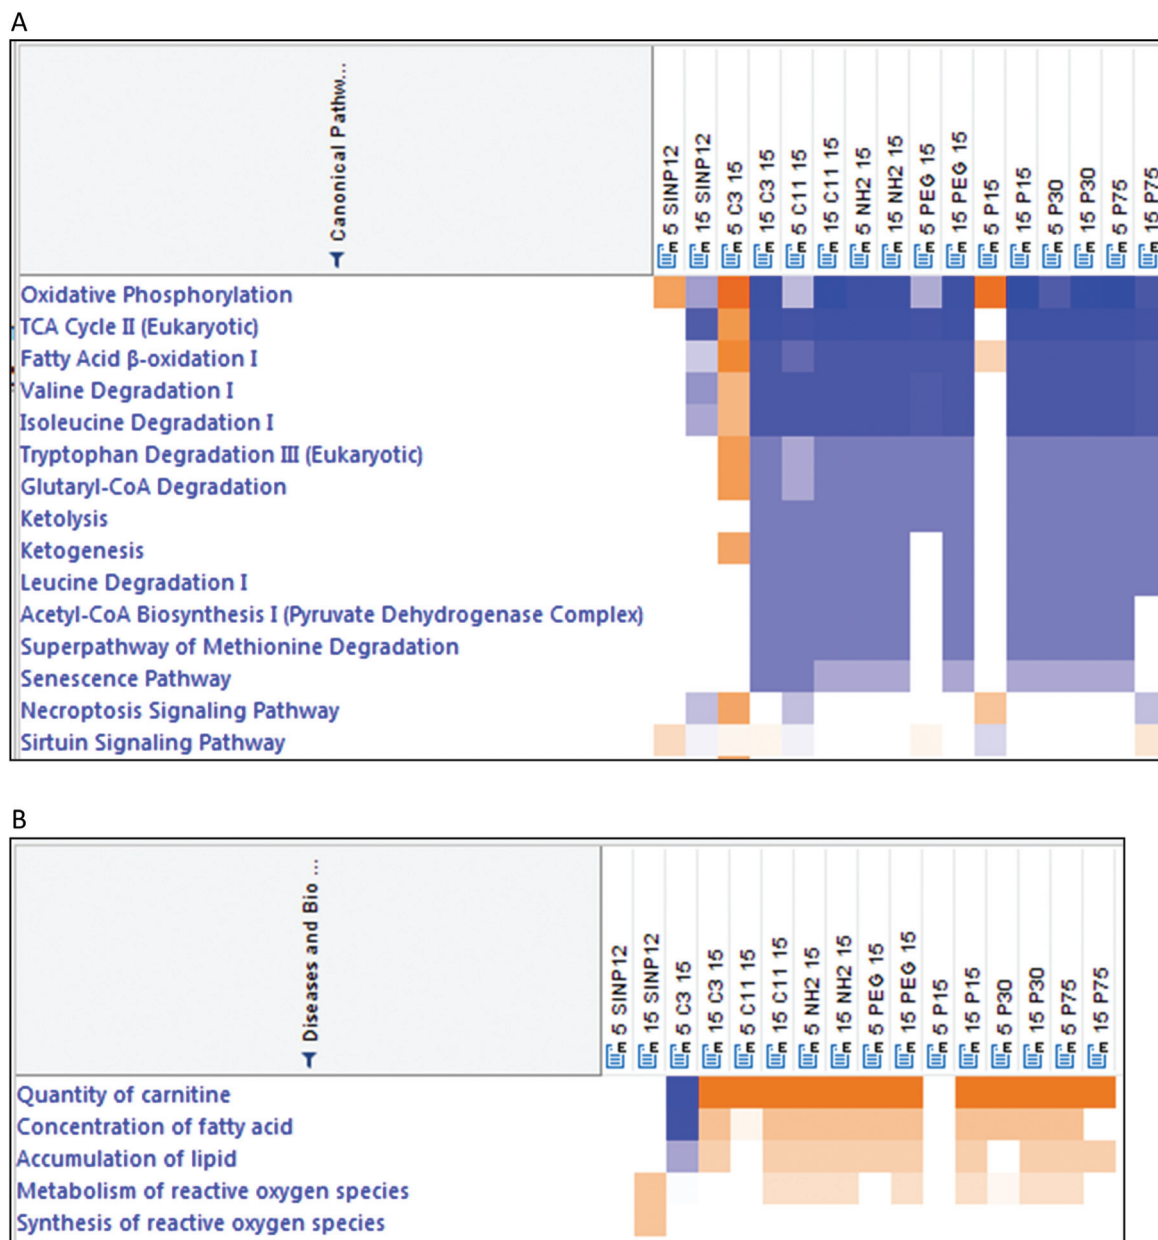 A
Canonical Pathw...
5 SINP12
15 SINP12
5 C3 15
15 C3 15
5 C11 15
15 C11 15
5 NH2 15
15 NH2 15
5 PEG 15
15 PEG 15
5 P15
15 P15
5 P30
15 P30
5 P75
15 P75
Oxidative Phosphorylation
TCA Cycle II (Eukaryotic)
Fatty Acid β-oxidation I
Valine Degradation I
Isoleucine Degradation I
Tryptophan Degradation III (Eukaryotic)
Glutaryl-CoA Degradation
Ketolysis
Ketogenesis
Leucine Degradation I
Acetyl-CoA Biosynthesis I (Pyruvate Dehydrogenase Complex)
Superpathway of Methionine Degradation
Senescence Pathway
Necroptosis Signaling Pathway
Sirtuin Signaling Pathway
B
Diseases and Bio ...
5 SINP12
15 SINP12
5 C3 15
15 C3 15
5 C11 15
15 C11 15
5 NH2 15
15 NH2 15
5 PEG 15
15 PEG 15
5 P15
15 P15
5 P30
15 P30
5 P75
15 P75
Quantity of carnitine
Concentration of fatty acid
Accumulation of lipid
Metabolism of reactive oxygen species
Synthesis of reactive oxygen species